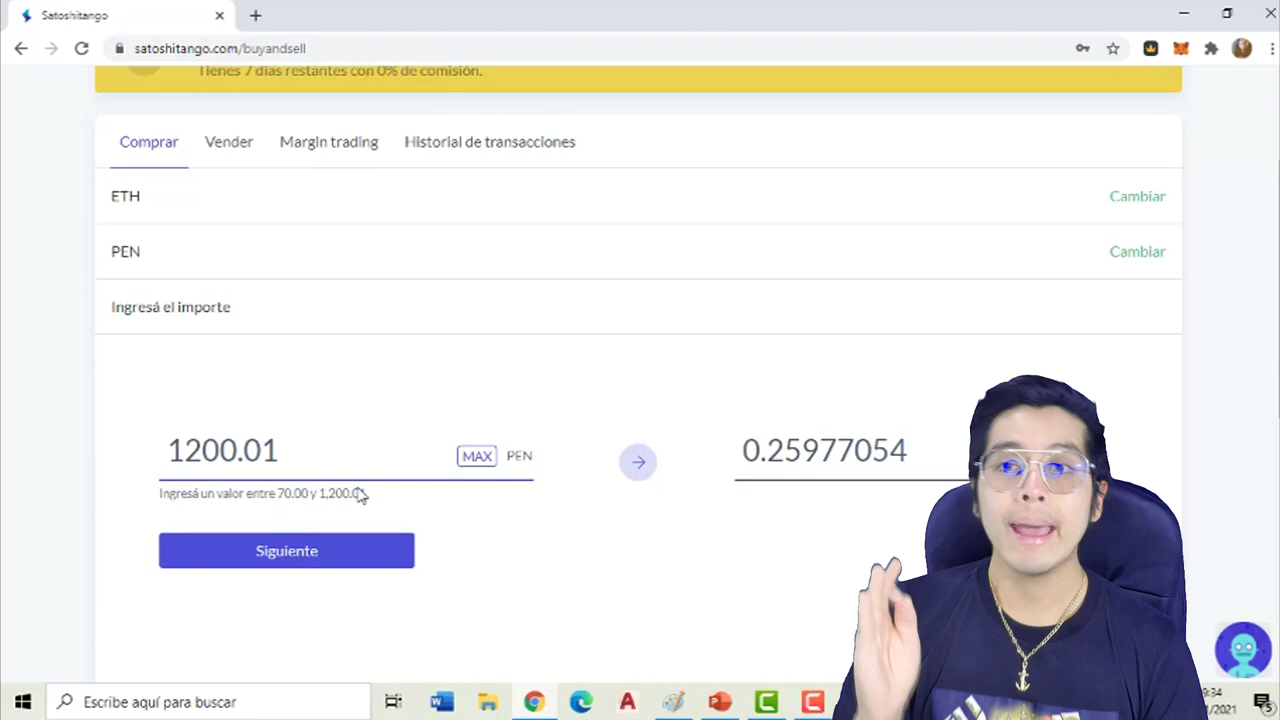 Satoshitango
satoshitango.com/buyandsell
Tienes 7 días restantes con 0% de comisión.
Comprar Vender Margin trading Historial de transacciones
ETH Cambiar
PEN Cambiar
Ingresá el importe
1200.01 MAX PEN 0.25977054
Ingresá un valor entre 70.00 y 1,200.0
Siguiente
Escribe aquí para buscar